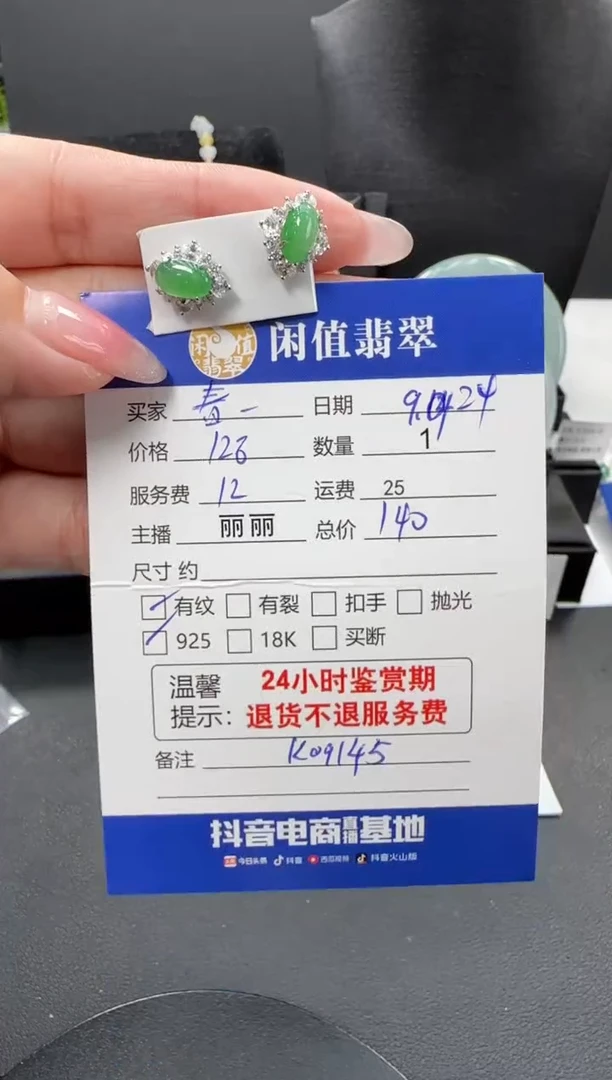 闲值翡翠
闲值翡翠
买家 春一 日期
价格 128 数量 1
服务费 12 运费 25
主播 丽丽 总价 140
尺寸 约
有纹 有裂 扣手 抛光
925 18K 买断
温馨 24小时鉴赏期
提示: 退货不退服务费
备注 K09145
抖音电商直播基地
今日头条 抖音 西瓜视频 抖音火山版